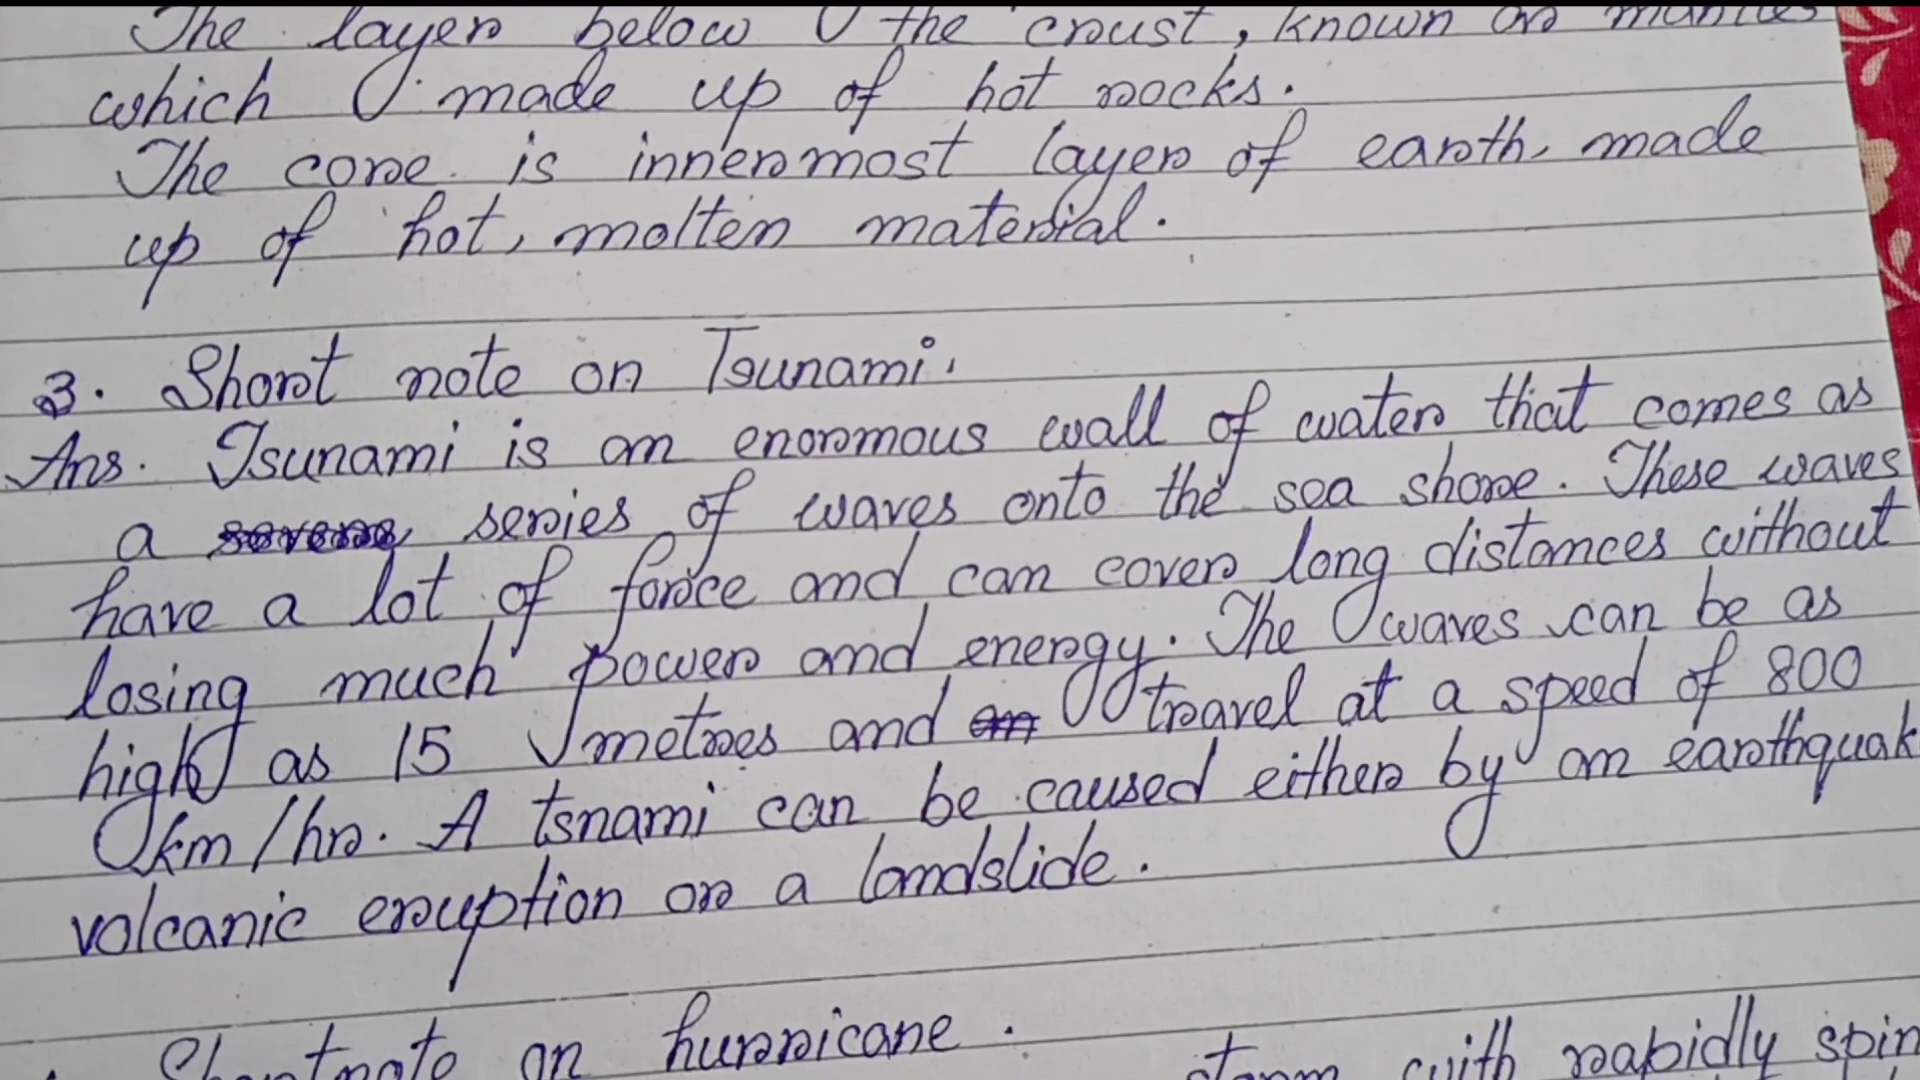 The layer below the crust, known as mantles
which made up of hot rocks.
The core is innermost layer of earth, made
up of hot, molten material.
3. Short note on Tsunami.
Ans. Tsunami is an enormous wall of water that comes as
a series of waves onto the sea shore. These waves
have a lot of force and can cover long distances without
losing much power and energy. The waves can be as
high as 15 metres and travel at a speed of 800
km/hr. A tsnami can be caused either by an earthquak
volcanic eruption or a landslide.
Shortnote on hurricane.
storm with rapidly spin